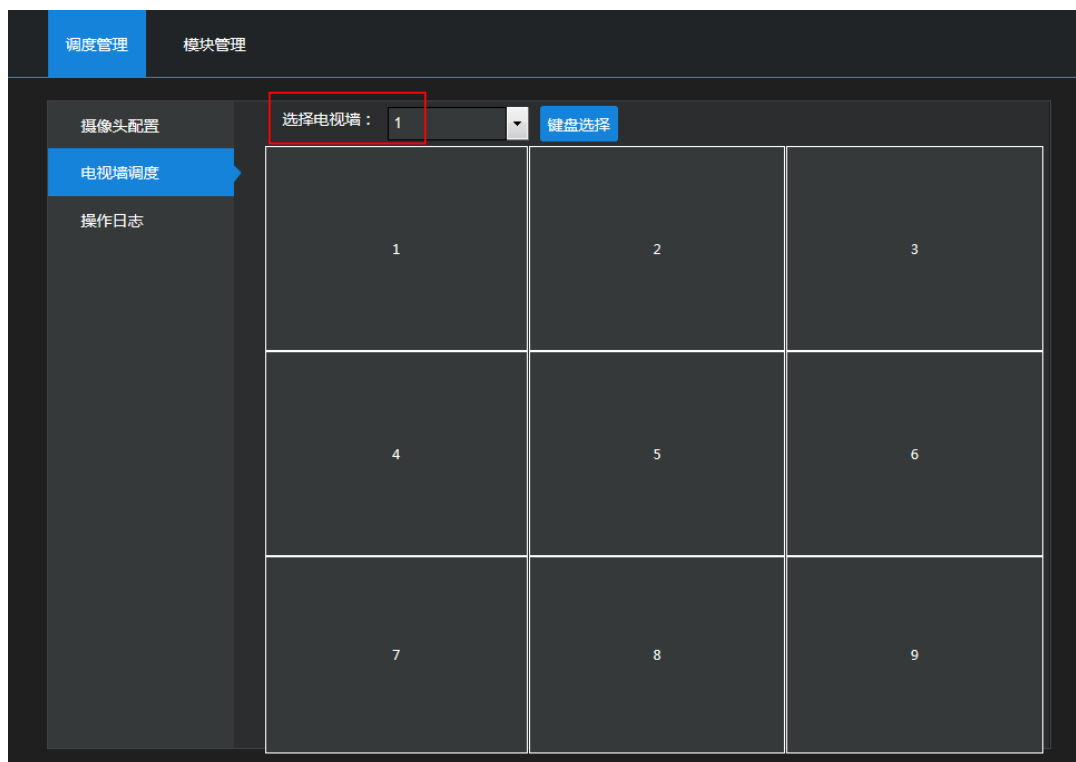 调度管理 模块管理
摄像头配置
电视墙调度
操作日志
选择电视墙： 1 键盘选择
1 2 3
4 5 6
7 8 9